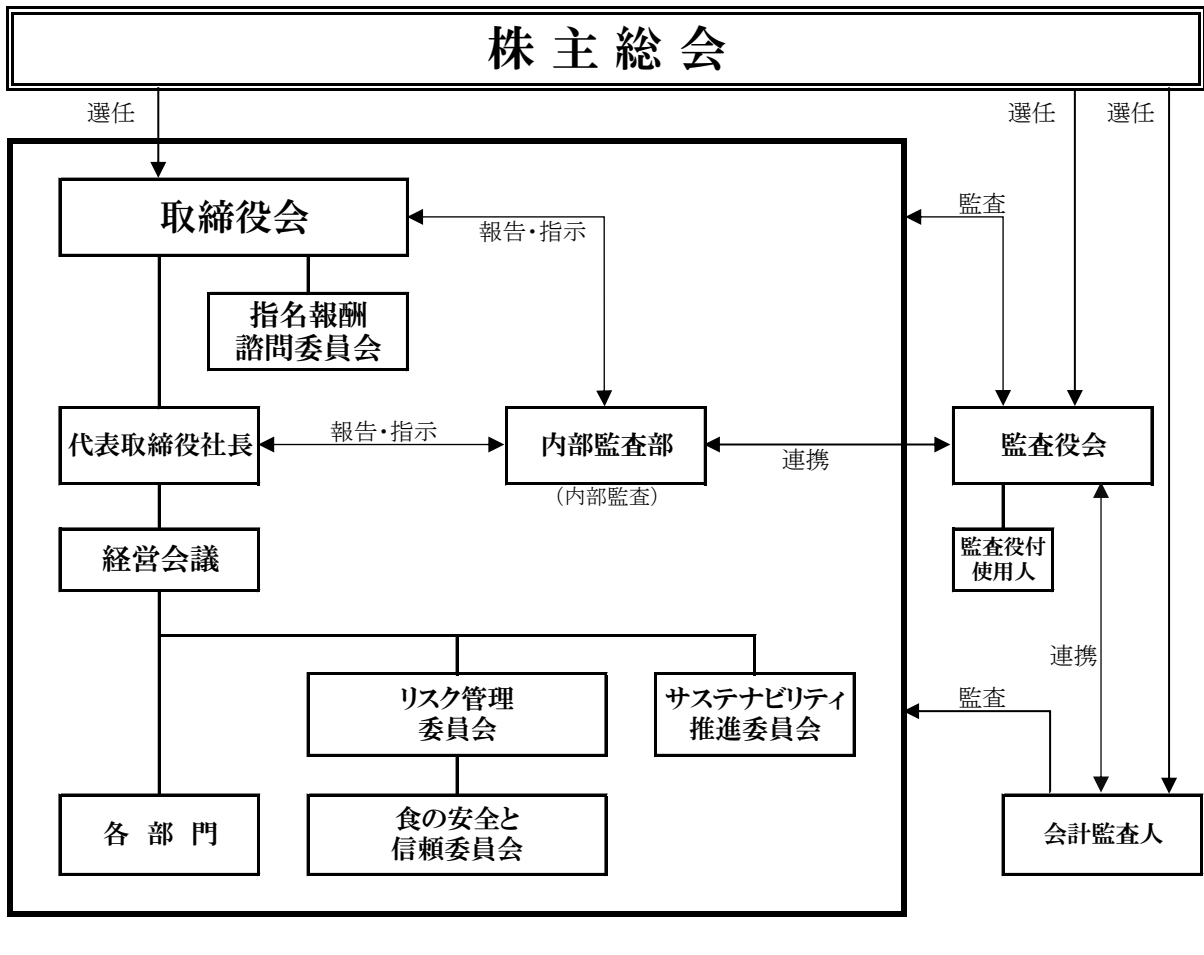 株主総会
選任
選任
選任
取締役会
報告・指示
監査
指名報酬
諮問委員会
代表取締役社長
報告・指示
内部監査部
(内部監査)
連携
監査役会
経営会議
監査役付
使用人
連携
リスク管理
委員会
サステナビリティ
推進委員会
監査
各部門
食の安全と
信頼委員会
会計監査人